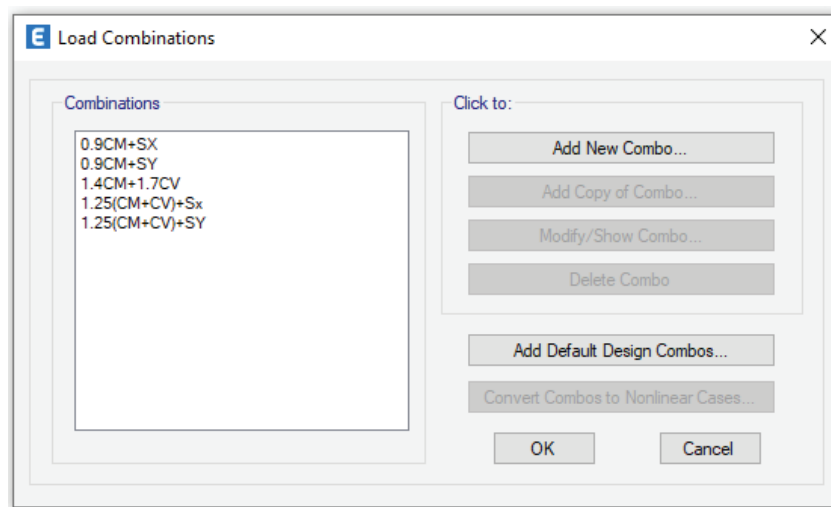 E Load Combinations
Combinations
0.9CM+SX
0.9CM+SY
1.4CM+1.7CV
1.25(CM+CV)+Sx
1.25(CM+CV)+SY
Click to:
Add New Combo...
Add Copy of Combo...
Modify/Show Combo...
Delete Combo
Add Default Design Combos...
Convert Combos to Nonlinear Cases...
OK
Cancel